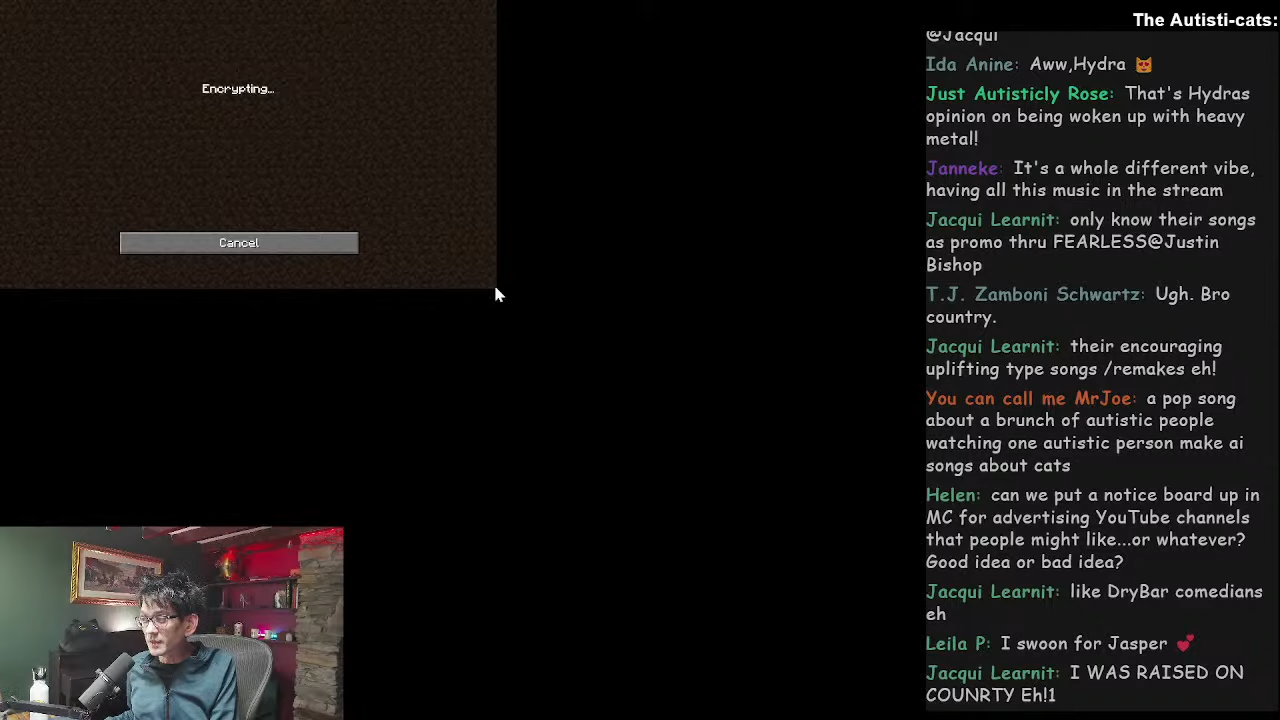 The Autisti-cats:
@Jacqui
Ida Anine: Aww,Hydra 😻
Just Autisticly Rose: That's Hydras
opinion on being woken up with heavy
metal!
Janneke: It's a whole different vibe,
having all this music in the stream
Jacqui Learnit: only know their songs
as promo thru FEARLESS@Justin
Bishop
T.J. Zamboni Schwartz: Ugh. Bro
country.
Jacqui Learnit: their encouraging
uplifting type songs /remakes eh!
You can call me MrJoe: a pop song
about a brunch of autistic people
watching one autistic person make ai
songs about cats
Helen: can we put a notice board up in
MC for advertising YouTube channels
that people might like...or whatever?
Good idea or bad idea?
Jacqui Learnit: like DryBar comedians
eh
Leila P: I swoon for Jasper 💕
Jacqui Learnit: I WAS RAISED ON
COUNRTY Eh!1
Encrypting...
Cancel